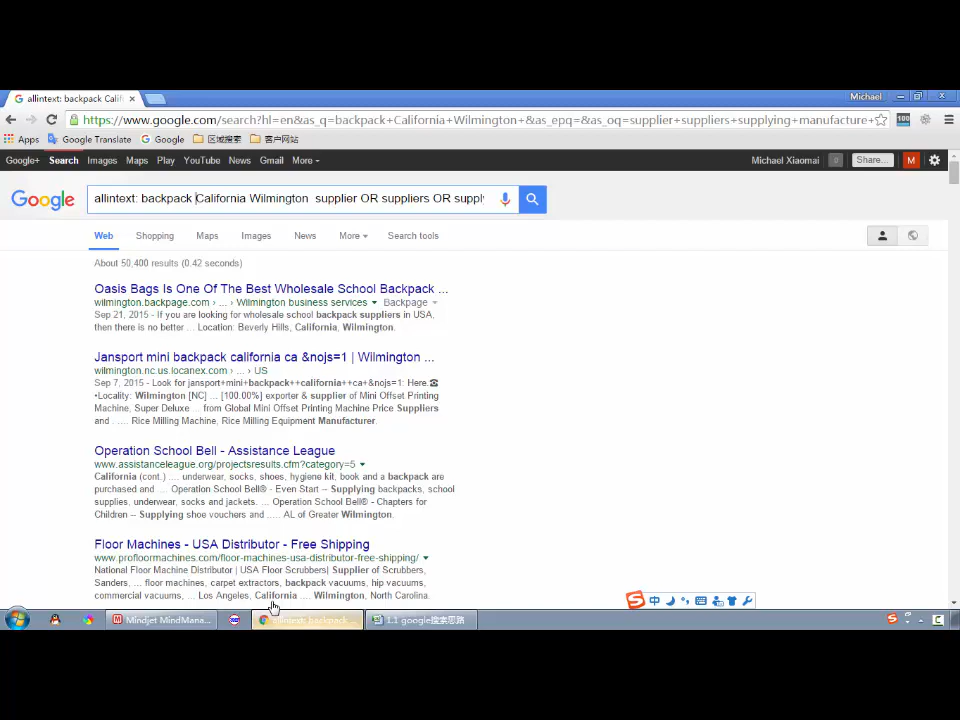 allintext: backpack Calif
Michael
https://www.google.com/search?hl=en&as_q=backpack+California+Wilmington+&as_epq=&as_oq=supplier+suppliers+supplying+manufacture+
100
Apps Google Translate Google 区域搜索 客户网站
Google+ Search Images Maps Play YouTube News Gmail More
Michael Xiaomai 0 Share... M
Google allintext: backpack California Wilmington supplier OR suppliers OR supply
Web Shopping Maps Images News More Search tools
About 50,400 results (0.42 seconds)
Oasis Bags Is One Of The Best Wholesale School Backpack ...
wilmington.backpage.com › ... › Wilmington business services Backpage
Sep 21, 2015 - If you are looking for wholesale school backpack suppliers in USA,
then there is no better ... Location: Beverly Hills, California, Wilmington.
Jansport mini backpack california ca &nojs=1 | Wilmington ...
wilmington.nc.us.locanex.com › ... › US
Sep 7, 2015 - Look for jansport+mini+backpack++california++ca+&nojs=1: Here.☎
•Locality: Wilmington [NC] ... [100.00%] exporter & supplier of Mini Offset Printing
Machine, Super Deluxe ... from Global Mini Offset Printing Machine Price Suppliers
and . .... Rice Milling Machine, Rice Milling Equipment Manufacturer.
Operation School Bell - Assistance League
www.assistanceleague.org/projectsresults.cfm?category=5
California (cont.) .... underwear, socks, shoes, hygiene kit, book and a backpack are
purchased and ... Operation School Bell® - Even Start – Supplying backpacks, school
supplies, underwear, socks and jackets. ... Operation School Bell® - Chapters for
Children – Supplying shoe vouchers and ..... AL of Greater Wilmington.
Floor Machines - USA Distributor - Free Shipping
www.profloormachines.com/floor-machines-usa-distributor-free-shipping/
National Floor Machine Distributor | USA Floor Scrubbers| Supplier of Scrubbers,
Sanders, ... floor machines, carpet extractors, backpack vacuums, hip vacuums,
commercial vacuums, ... Los Angeles, California .... Wilmington, North Carolina.
中
Mindjet MindMana... allintext: backpack ... 1.1 google搜索思路